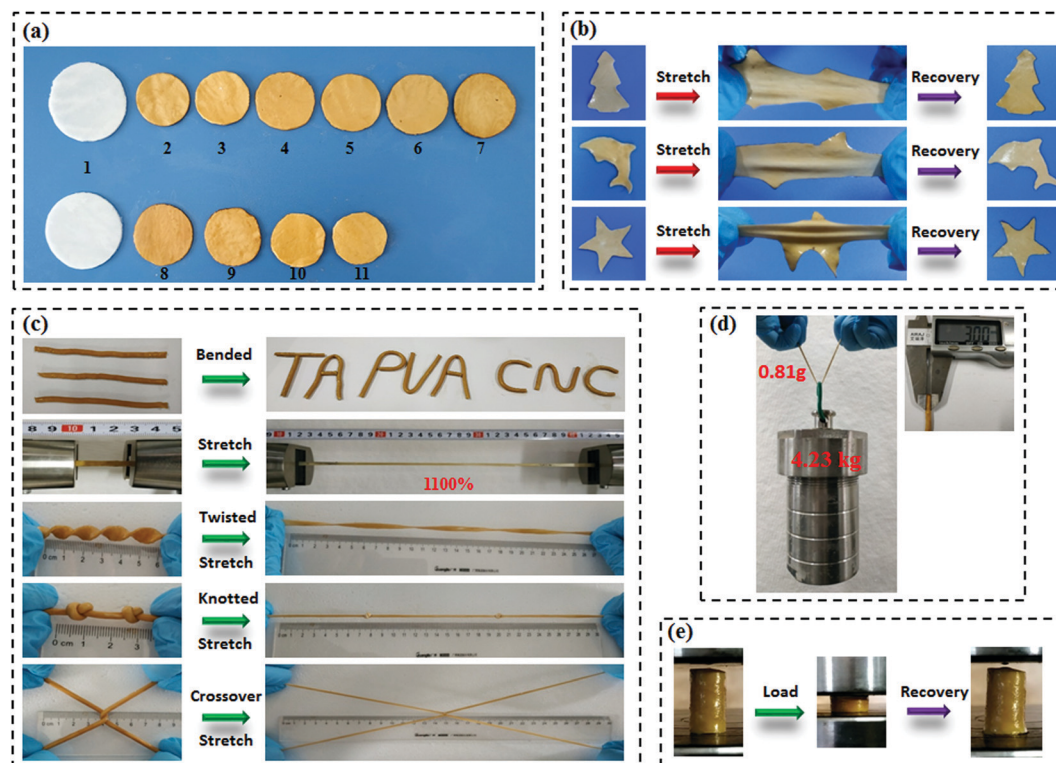 (a)
1
2
3
4
5
6
7
8
9
10
11
(b)
Stretch
Recovery
Stretch
Recovery
Stretch
Recovery
(c)
Bended
TA PVA CNC
Stretch
1100%
Twisted
Stretch
Knotted
Stretch
Crossover
Stretch
(d)
0.81g
4.23 kg
3.00
(e)
Load
Recovery